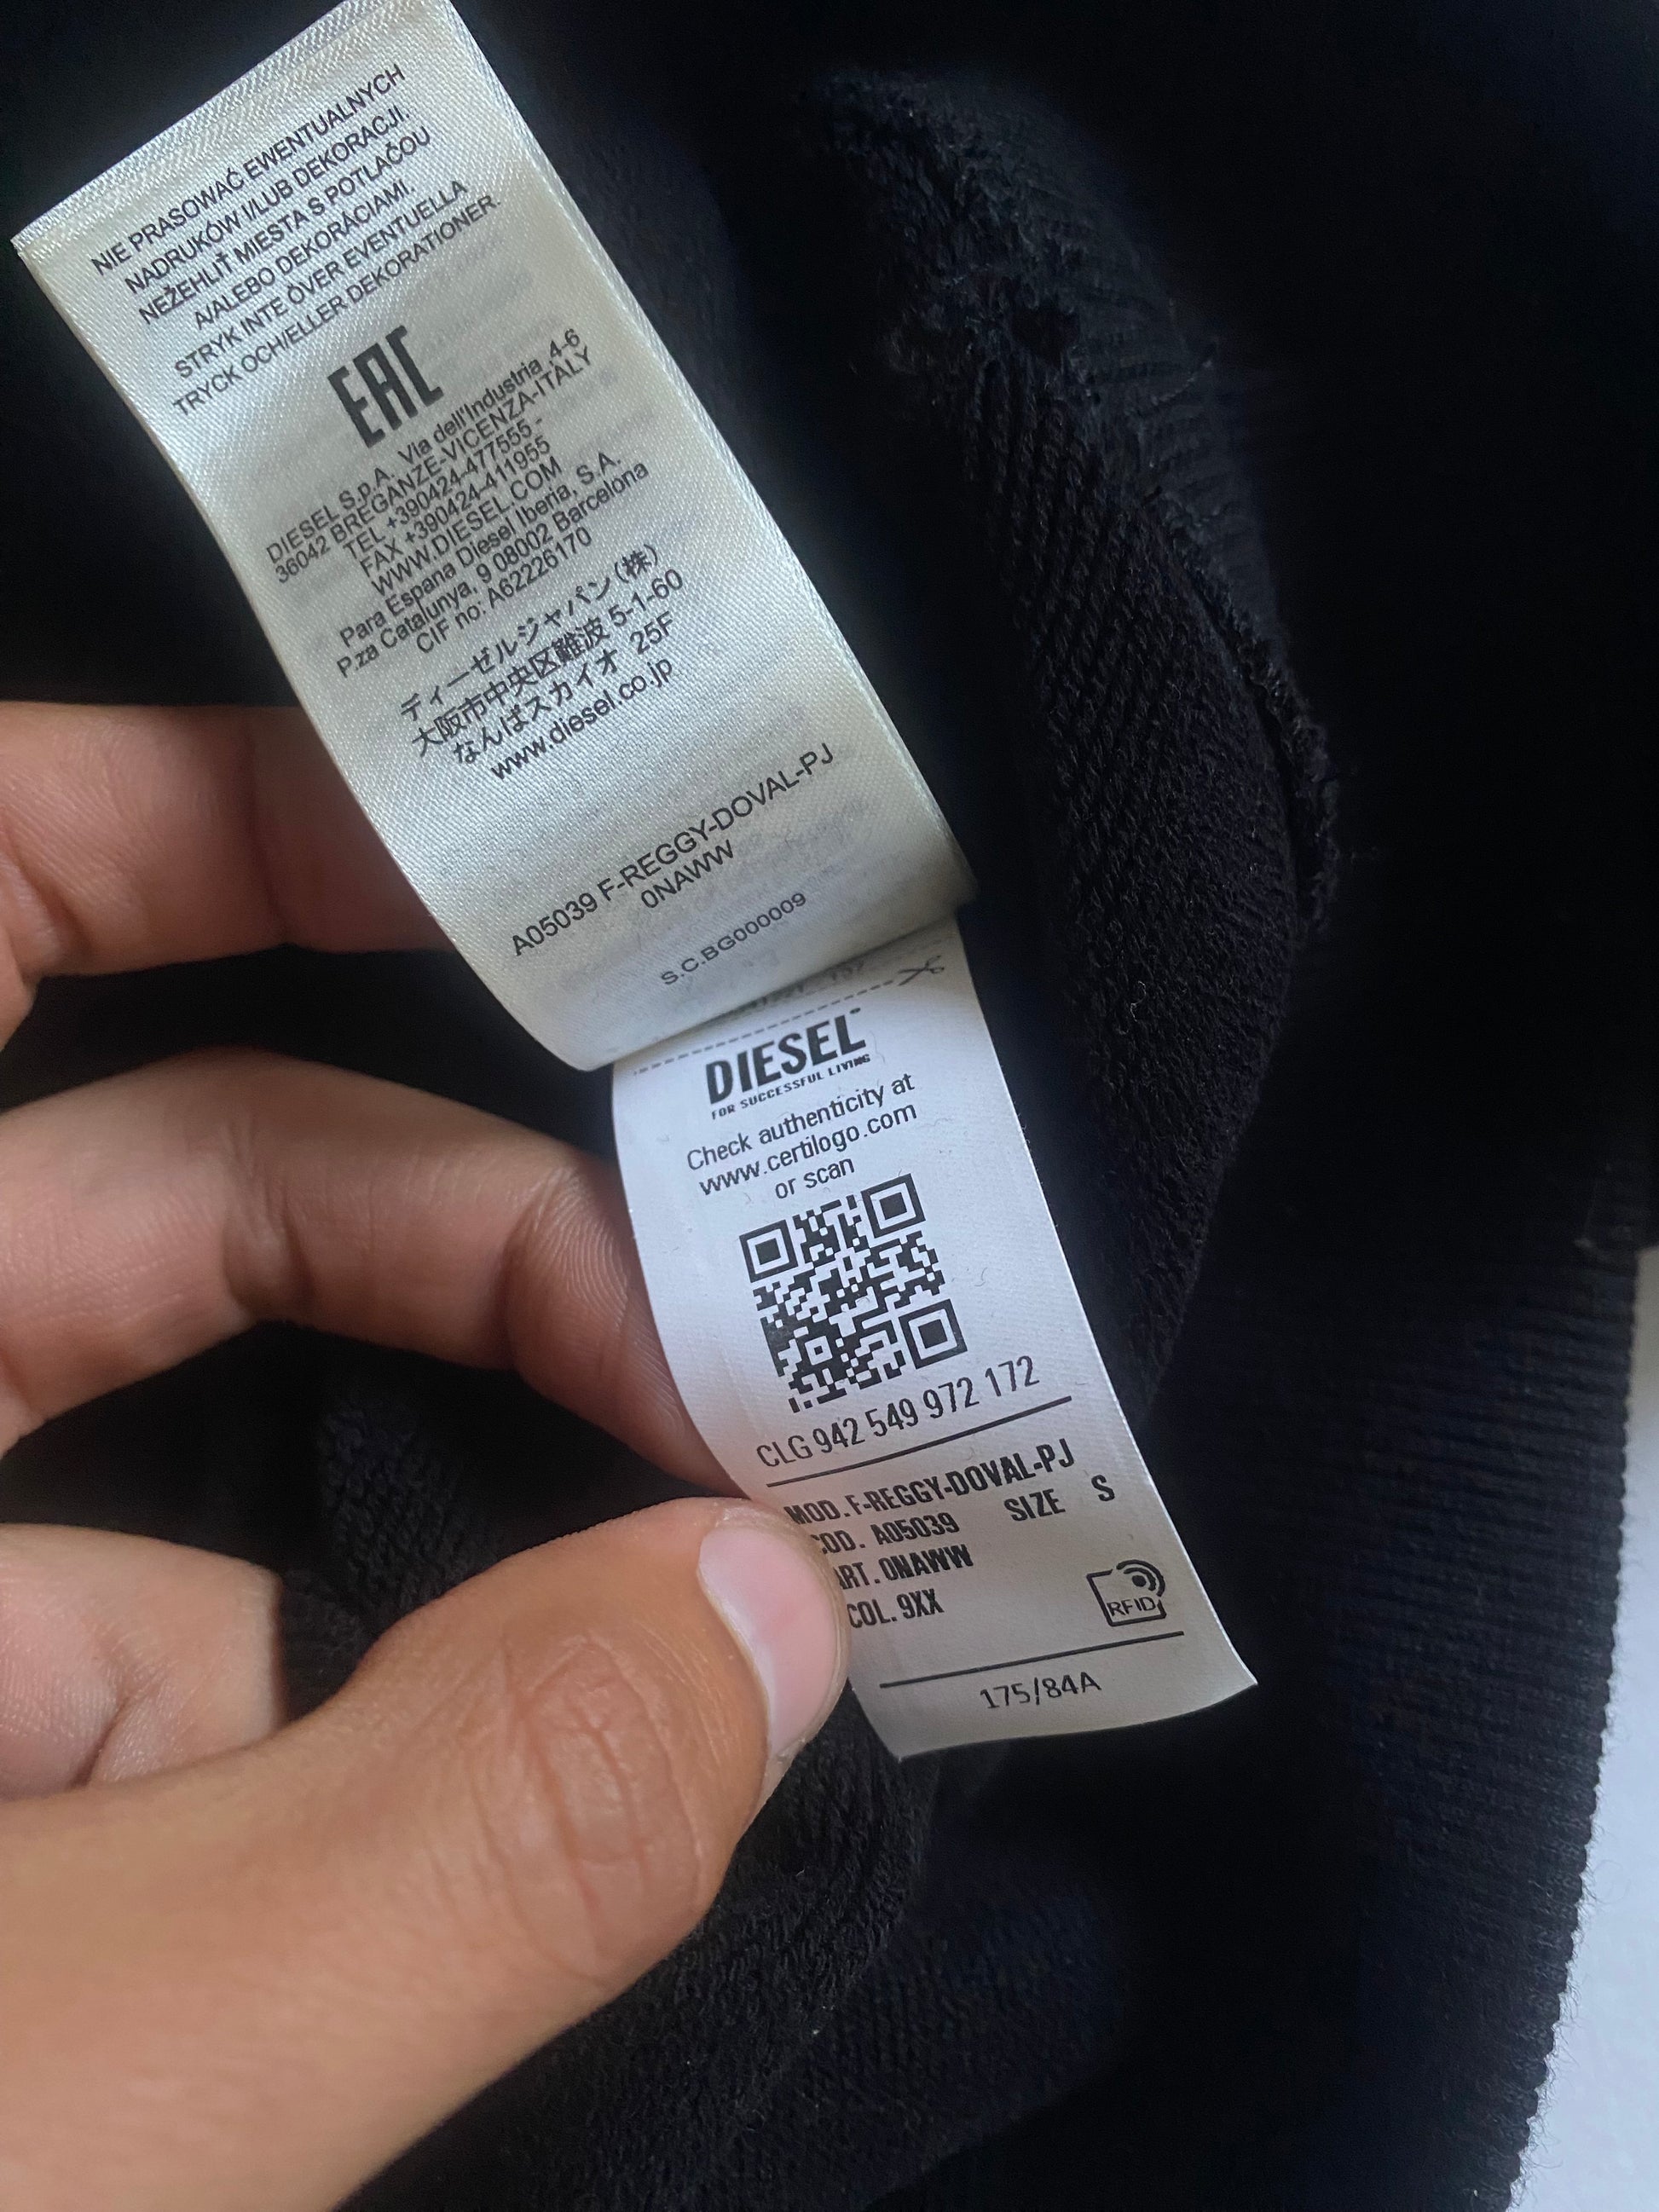 NIE PRASOWAĆ EWENTUALNYCH
NADRUKÓW I/LUB DEKORACJI.
NEŽEHLIŤ MIESTA S POTLAČOU
A/ALEBO DEKORÁCIAMI.
STRYK INTE ÖVER EVENTUELLA
TRYCK OCH/ELLER DEKORATIONER.
EAC
DIESEL S.p.A. Via dell'Industria ,4-6
36042 BREGANZE-VICENZA-ITALY
TEL +390424-477555 -
FAX +390424-411955
WWW.DIESEL.COM
Para Espana Diesel Iberia, S.A.
P.za Catalunya, 9 08002 Barcelona
CIF no: A62226170
ディーゼルジャパン(株)
大阪市中央区難波 5-1-60
なんばスカイオ 25F
www.diesel.co.jp
A05039 F-REGGY-DOVAL-PJ
0NAWW
S.C.BG000009
DIESEL
FOR SUCCESSFUL LIVING
Check authenticity at
www.certilogo.com
or scan
CLG 942 549 972 172
MOD. F-REGGY-DOVAL-PJ
COD. A05039 SIZE S
ART. 0NAWW
COL. 9XX
RFID
175/84A